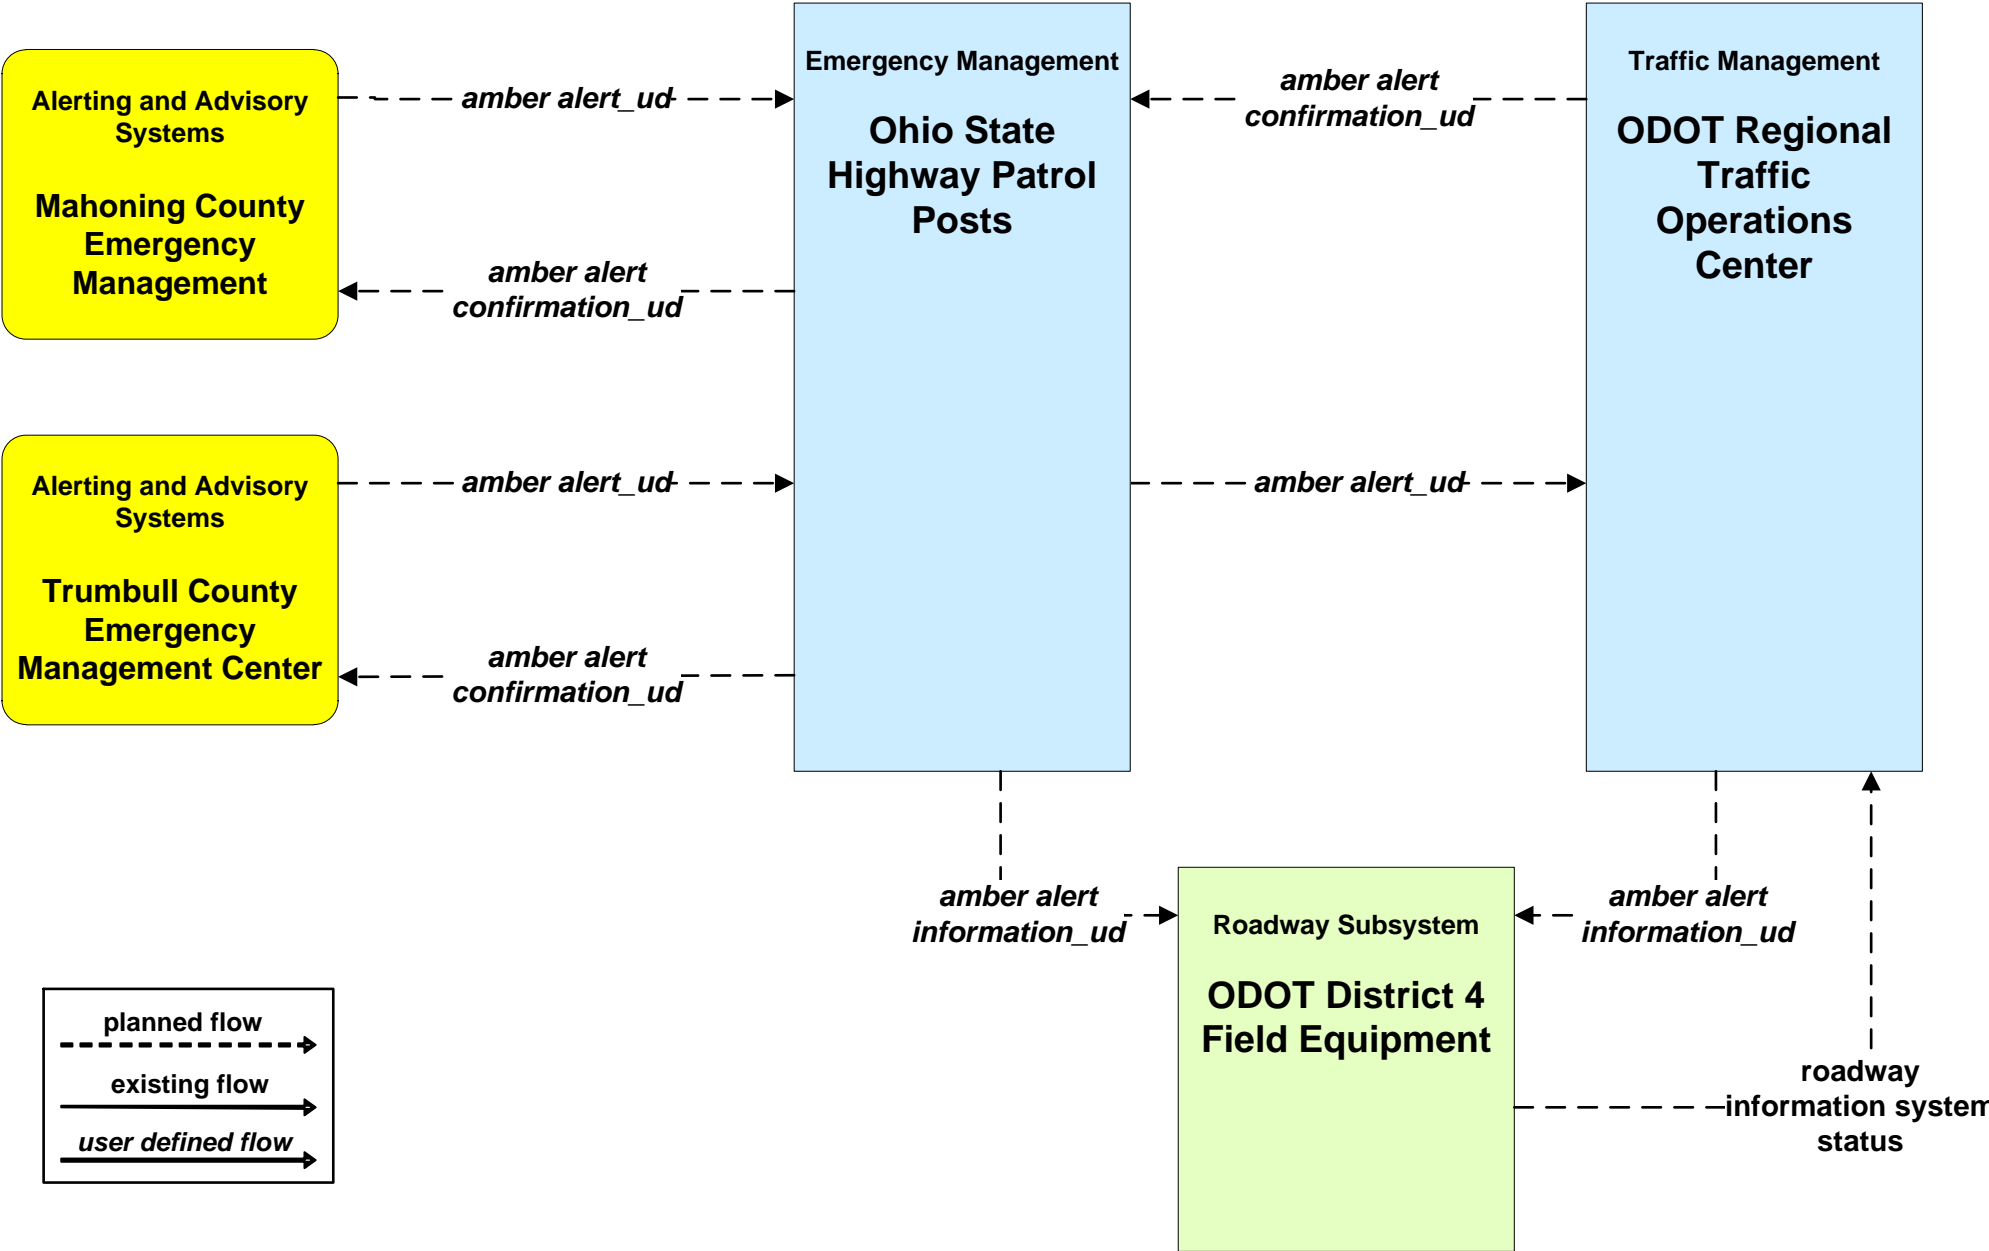 Alerting and Advisory
Systems
Mahoning County
Emergency
Management
amber alert_ud
amber alert
confirmation_ud
Emergency Management
Ohio State
Highway Patrol
Posts
amber alert
confirmation_ud
Traffic Management
ODOT Regional
Traffic
Operations
Center
Alerting and Advisory
Systems
Trumbull County
Emergency
Management Center
amber alert_ud
amber alert
confirmation_ud
amber alert_ud
amber alert
information_ud
Roadway Subsystem
ODOT District 4
Field Equipment
amber alert
information_ud
roadway
information system
status
planned flow
existing flow
user defined flow